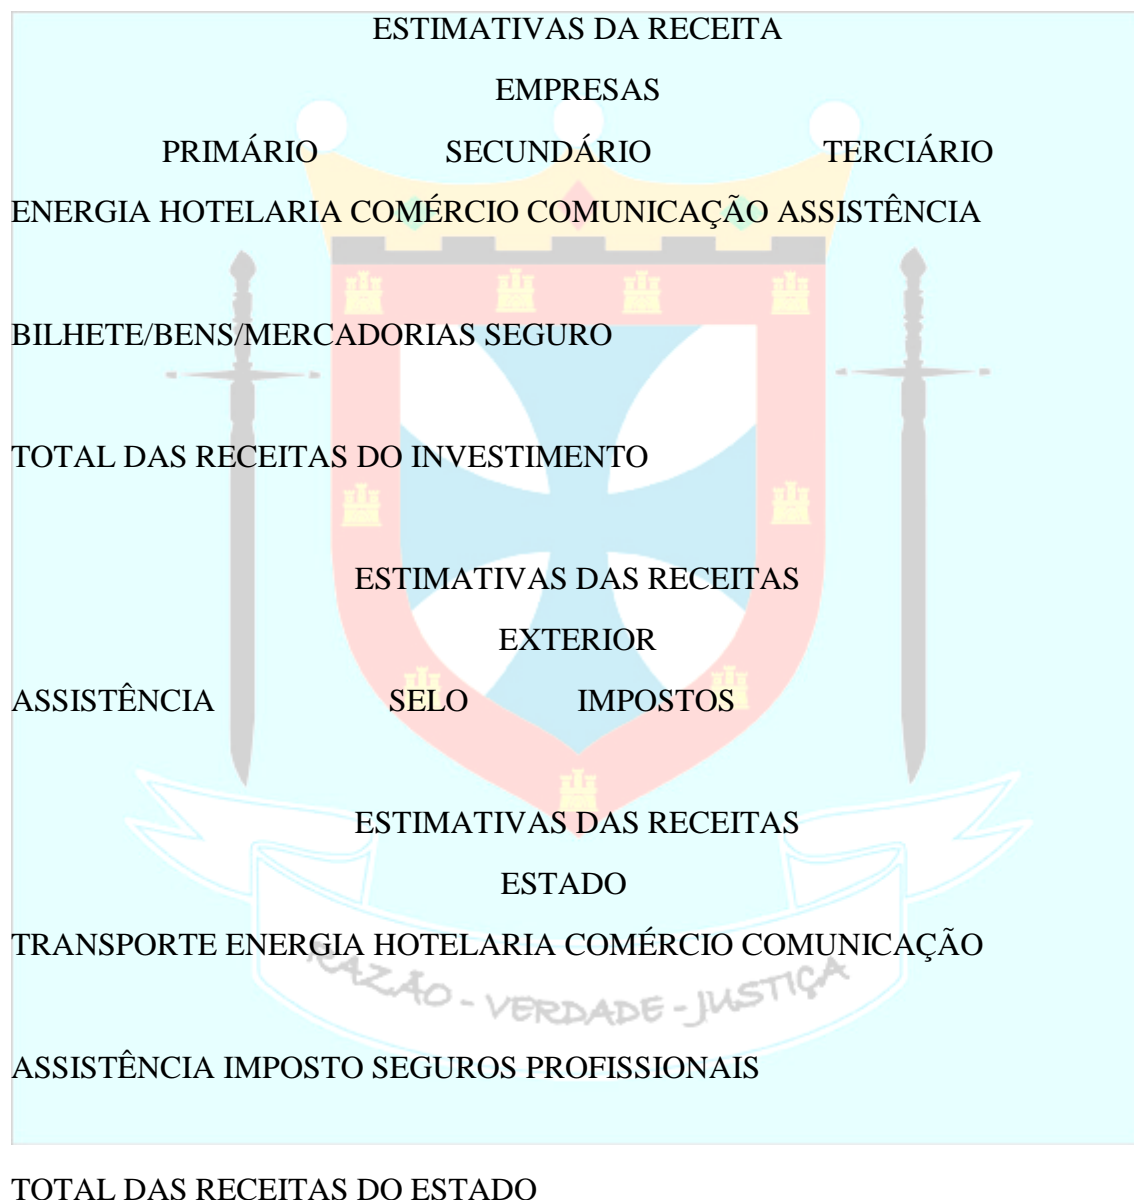 ESTIMATIVAS DA RECEITA
EMPRESAS
PRIMÁRIO SECUNDÁRIO TERCIÁRIO
ENERGIA HOTELARIA COMÉRCIO COMUNICAÇÃO ASSISTÊNCIA
BILHETE/BENS/MERCADORIAS SEGURO
TOTAL DAS RECEITAS DO INVESTIMENTO
ESTIMATIVAS DAS RECEITAS
EXTERIOR
ASSISTÊNCIA SELO IMPOSTOS
ESTIMATIVAS DAS RECEITAS
ESTADO
TRANSPORTE ENERGIA HOTELARIA COMÉRCIO COMUNICAÇÃO
RAZÃO - VERDADE - JUSTIÇA
ASSISTÊNCIA IMPOSTO SEGUROS PROFISSIONAIS
TOTAL DAS RECEITAS DO ESTADO